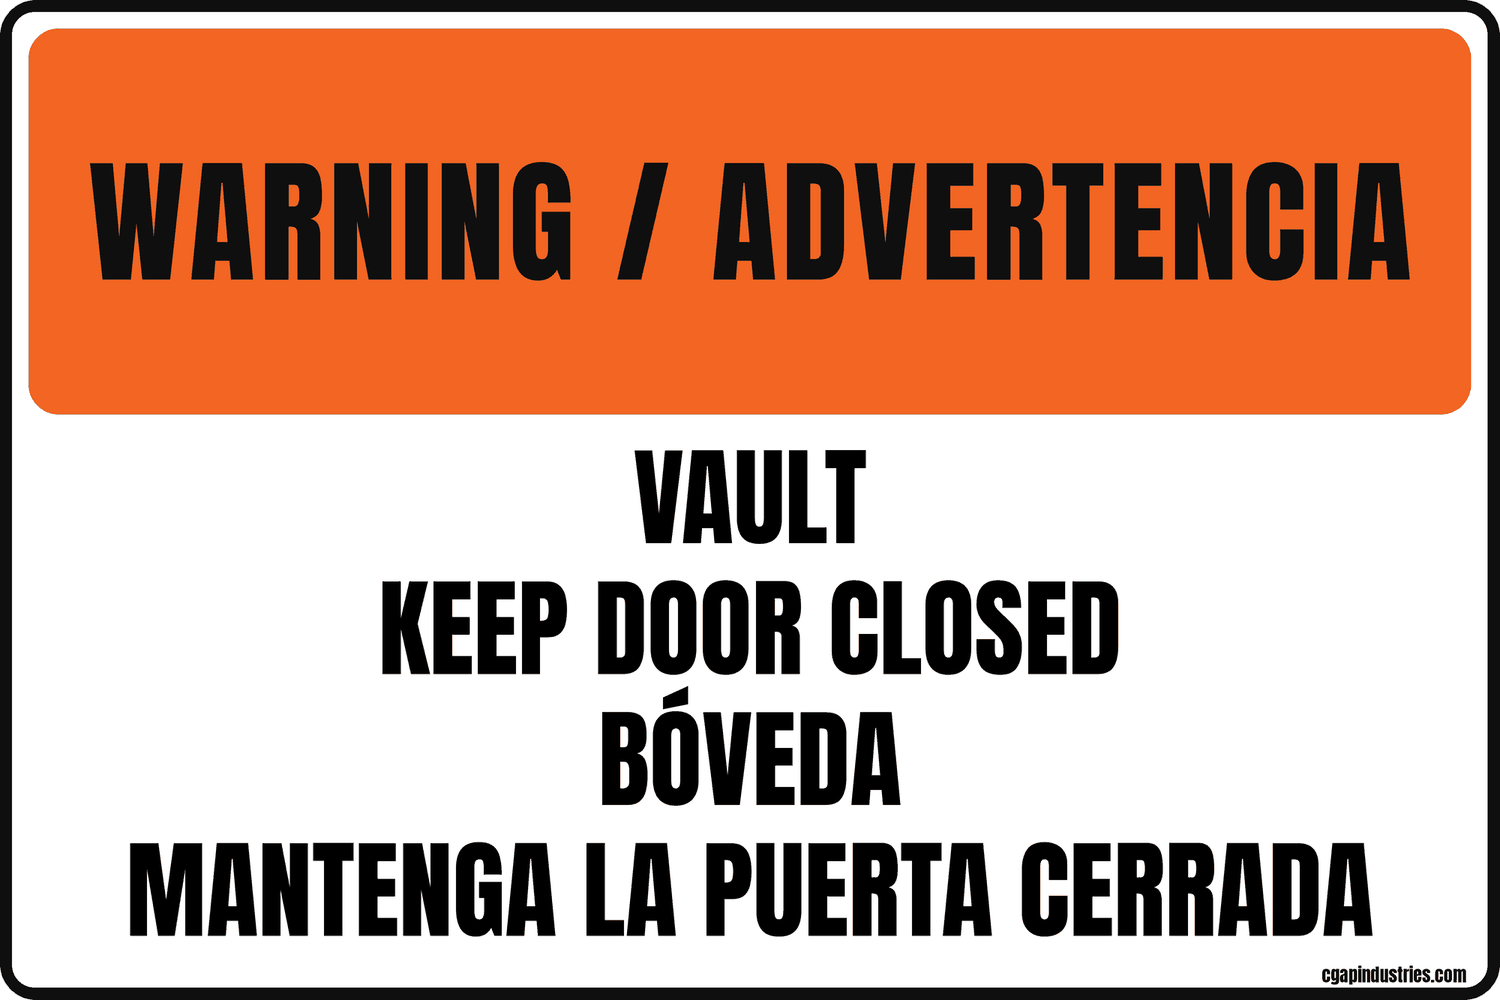 WARNING / ADVERTENCIA
VAULT
KEEP DOOR CLOSED
BÓVEDA
MANTENGA LA PUERTA CERRADA
cgapindustries.com